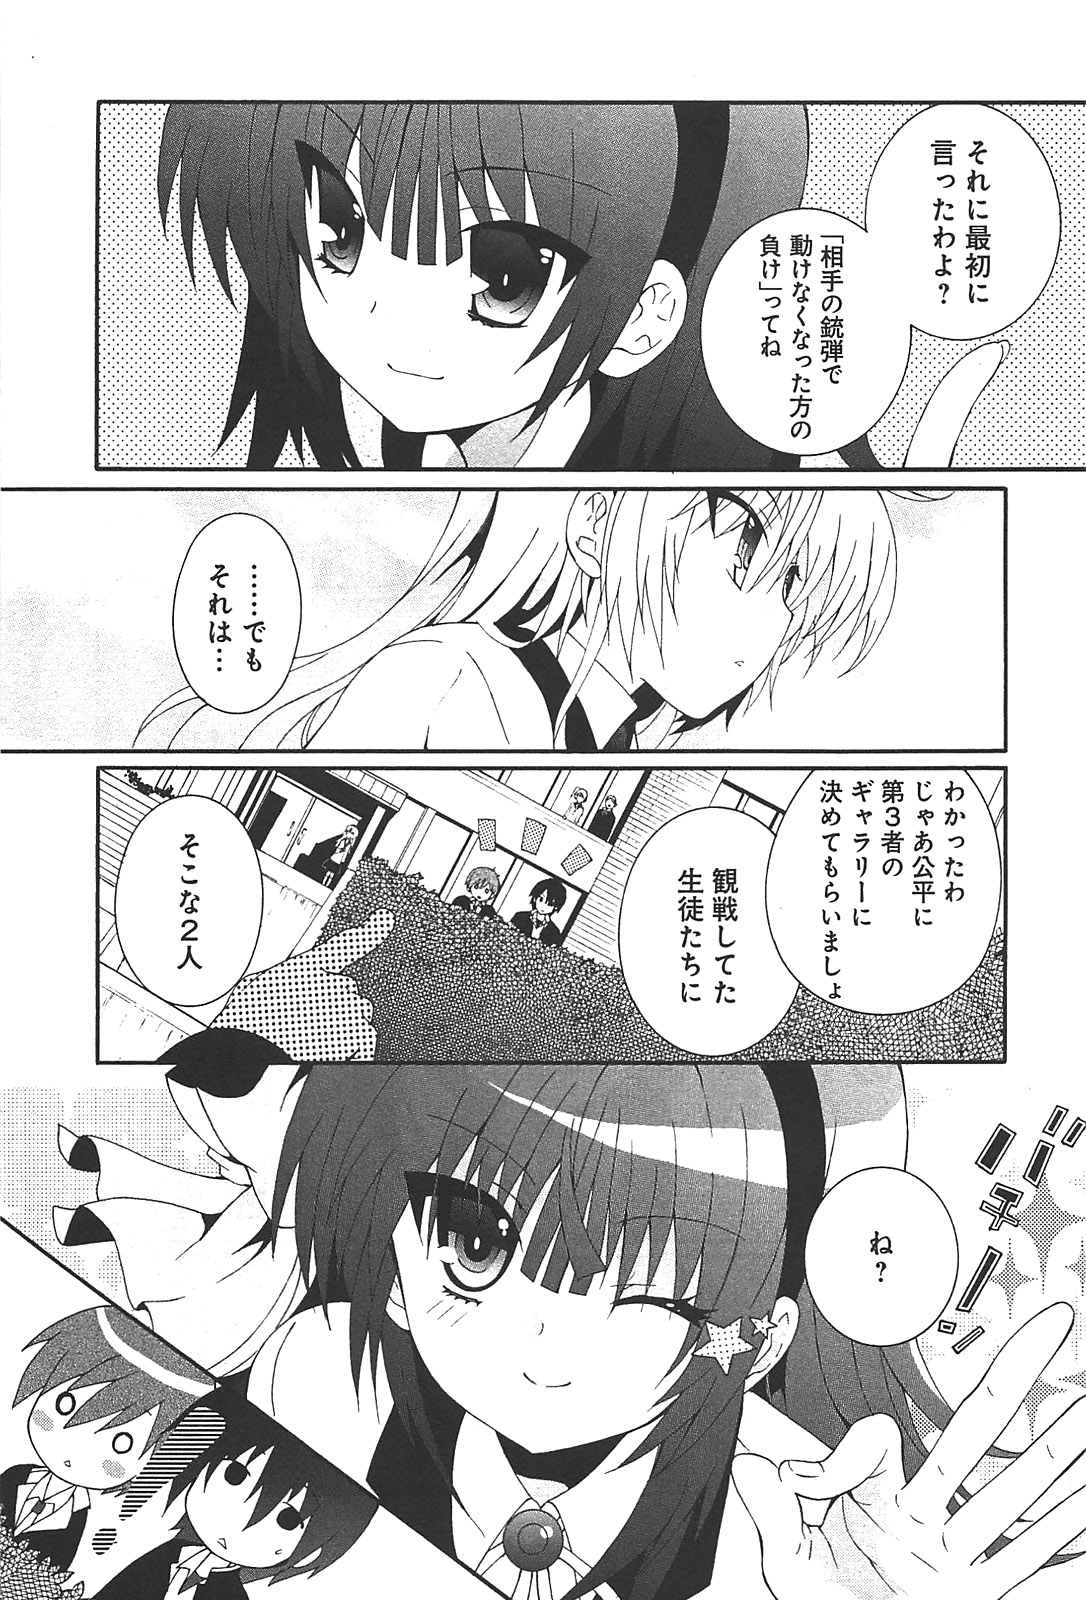 それに最初に
言ったわよ?
「相手の銃弾で
動けなくなった方の
負け」ってね
……でも
それは…
わかったわ
じゃあ公平に
第3者の
ギャラリーに
決めてもらいましょ
観戦してた
生徒たちに
そこな2人
ね?
バチーン